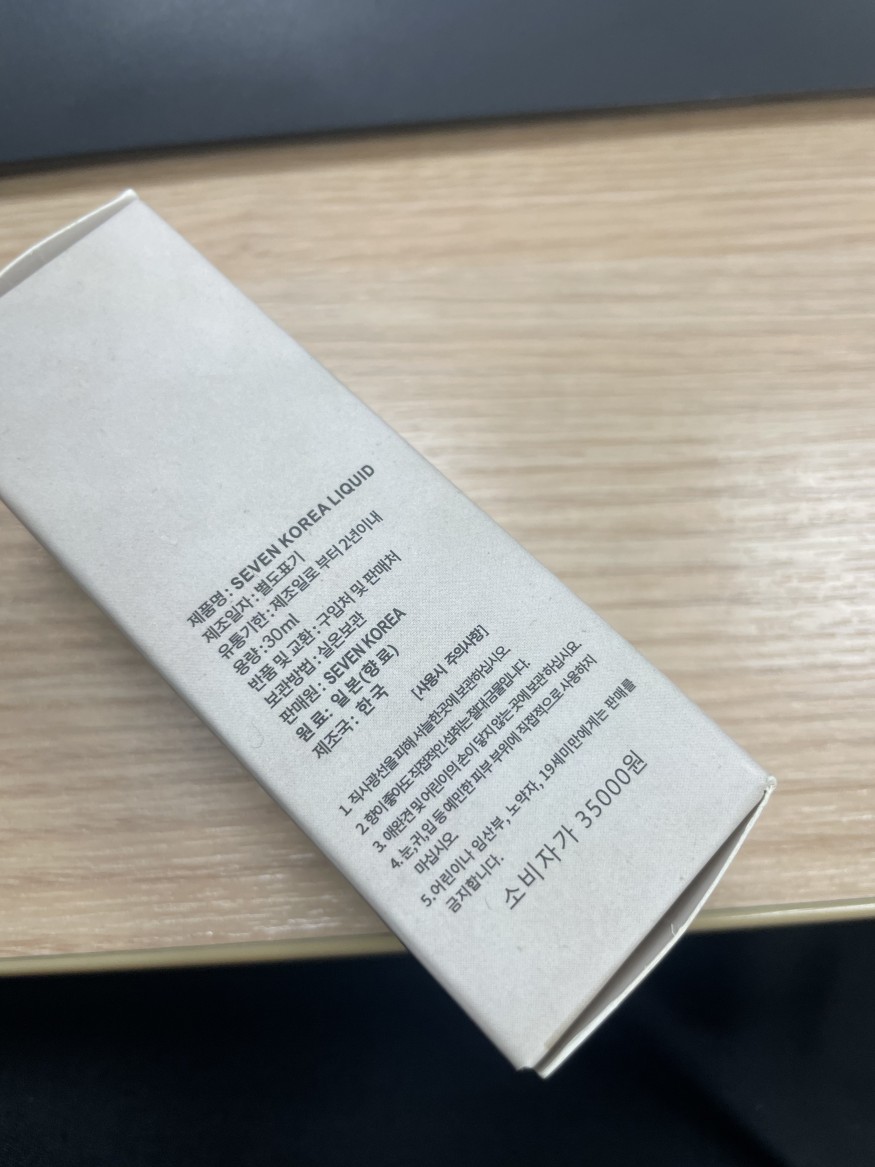 제품명 : SEVEN KOREA LIQUID
제조일자 : 별도표기
유통기한 : 제조일로 부터 2년이내
용량 : 30ml
반품 및 교환 : 구입처 및 판매처
보관방법 : 실온보관
판매원 : SEVEN KOREA
원료: 일본(향료)
제조국 : 한국
[사용시 주의사항]
1. 직사광선을 피해 서늘한곳에 보관하십시오
2 향이 좋아도 직접적인 섭취는 절대금물입니다.
3. 애완견 및 어린이의 손이 닿지 않는 곳에 보관하십시오
4. 눈,귀,입 등 예민한 피부 부위에 직접적으로 사용하지
마십시오
5.어린이나 임산부, 노약자, 19세미만에게는 판매를
금지합니다.
소비자가 35000원